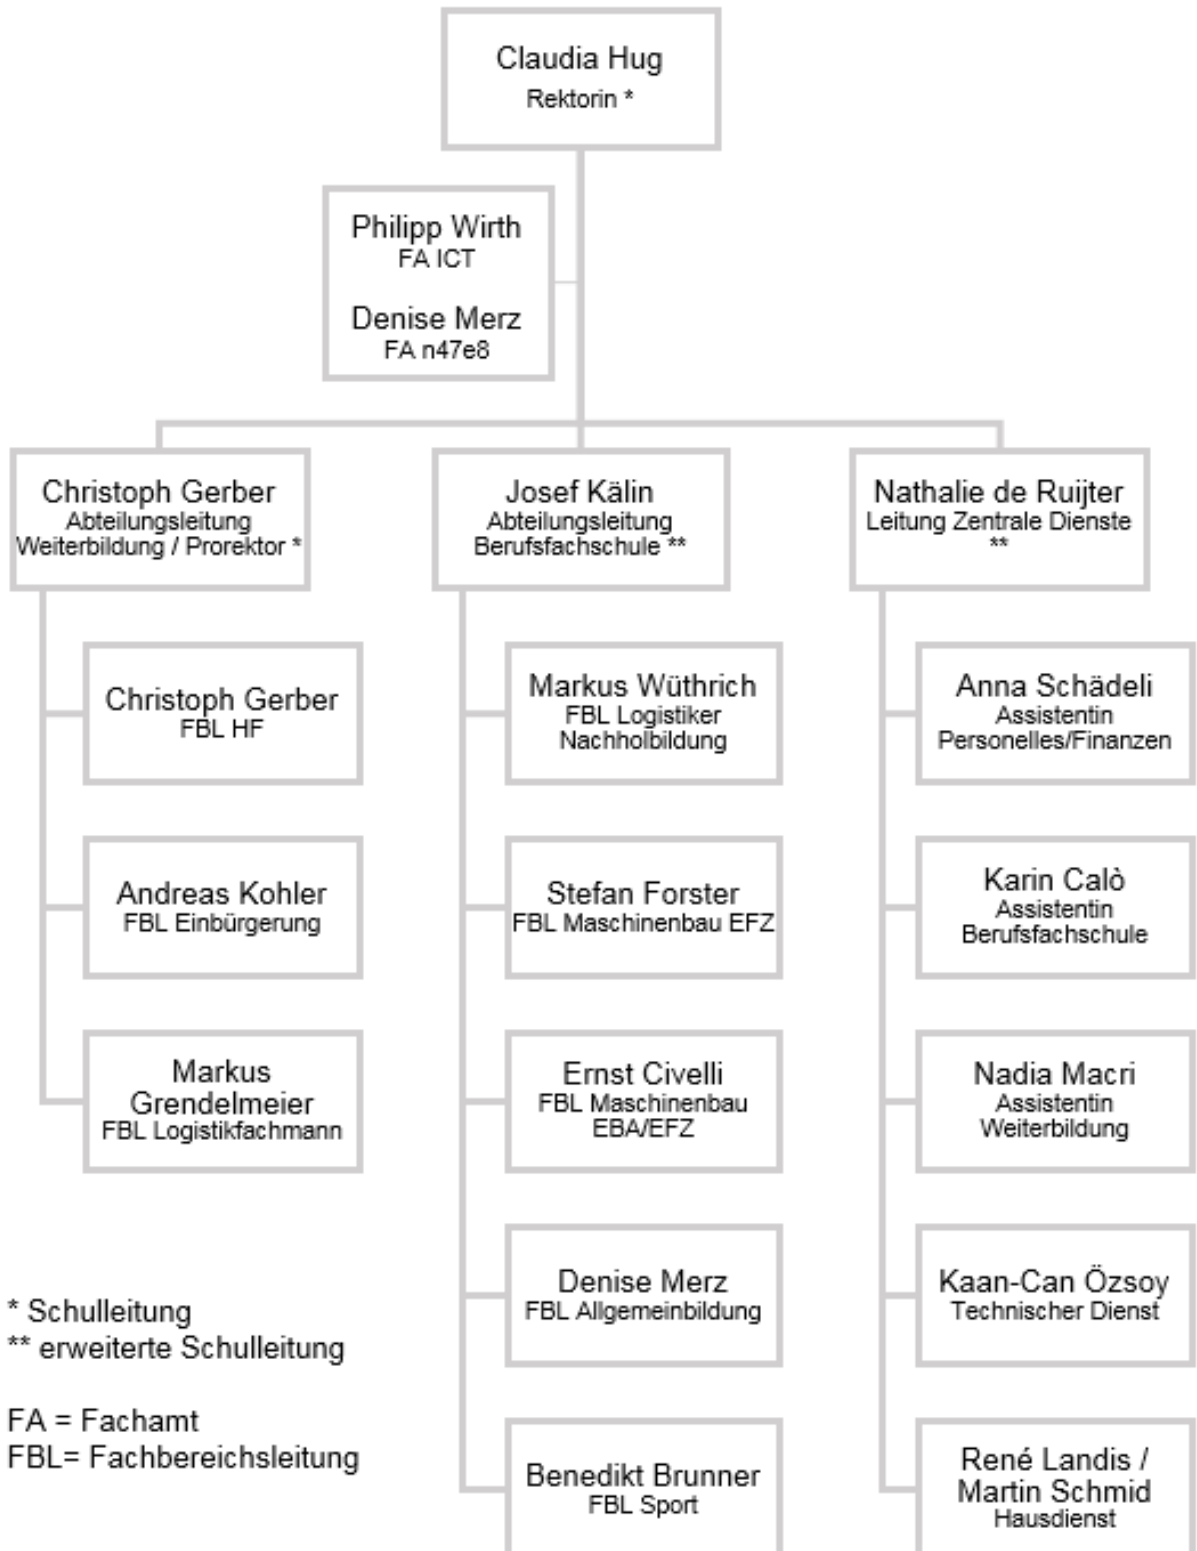 Claudia Hug
Rektorin *
Philipp Wirth
FA ICT
Denise Merz
FA n47e8
Christoph Gerber
Abteilungsleitung
Weiterbildung / Prorektor *
Josef Kälin
Abteilungsleitung
Berufsfachschule **
Nathalie de Ruijter
Leitung Zentrale Dienste
**
Christoph Gerber
FBL HF
Andreas Kohler
FBL Einbürgerung
Markus
Grendelmeier
FBL Logistikfachmann
Markus Wüthrich
FBL Logistiker
Nachholbildung
Stefan Forster
FBL Maschinenbau EFZ
Ernst Civelli
FBL Maschinenbau
EBA/EFZ
Denise Merz
FBL Allgemeinbildung
Benedikt Brunner
FBL Sport
Anna Schädeli
Assistentin
Personelles/Finanzen
Karin Calò
Assistentin
Berufsfachschule
Nadia Macri
Assistentin
Weiterbildung
Kaan-Can Özsoy
Technischer Dienst
René Landis /
Martin Schmid
Hausdienst
* Schulleitung
** erweiterte Schulleitung
FA = Fachamt
FBL= Fachbereichsleitung